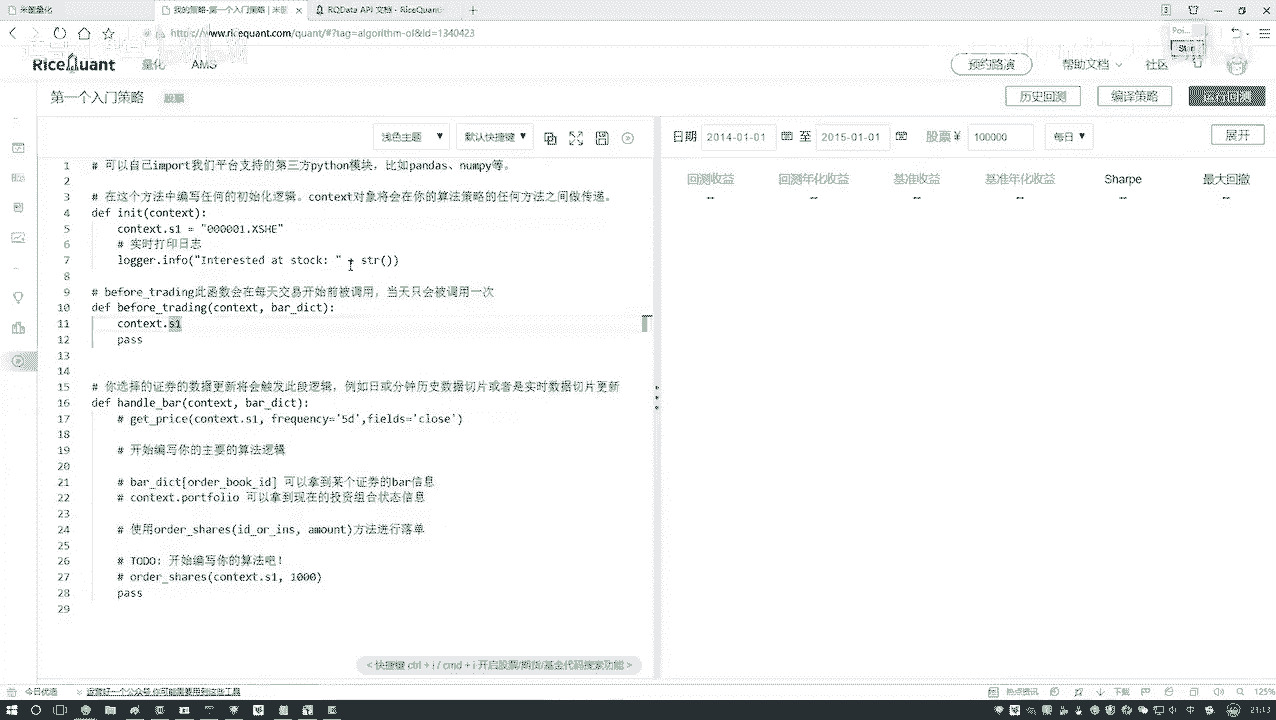 米筐量化
我的策略-第一个入门策略 | 米筐
RQData API 文档 - RiceQuant
https://www.ricequant.com/quant/#?tag=algorithm-ol&id=1340423
RiceQuant
量化
AMS
预约路演
帮助文档
社区
第一个入门策略
股票
历史回测
编译策略
浅色主题
默认快捷键
日期 2014-01-01 至 2015-01-01 股票 ¥ 100000 每日
展开
回测收益 回测年化收益 基准收益 基准年化收益 Sharpe 最大回撤
-- -- -- -- -- --
1 # 可以自己import我们平台支持的第三方python模块，比如pandas、numpy等。
2
3 # 在这个方法中编写任何的初始化逻辑。context对象将会在你的算法策略的任何方法之间做传递。
4 def init(context):
5 context.s1 = "000001.XSHE"
6 # 实时打印日志
7 logger.info("Interested at stock: " + str())
8
9 # before_trading此函数会在每天交易开始前被调用，当天只会被调用一次
10 def before_trading(context, bar_dict):
11 context.s1
12 pass
13
14
15 # 你选择的证券的数据更新将会触发此段逻辑，例如日或分钟历史数据切片或者是实时数据切片更新
16 def handle_bar(context, bar_dict):
17 # get_price(context.s1, frequency='5d',fields='close')
18
19 # 开始编写你的主要的算法逻辑
20
21 # bar_dict[order_book_id] 可以拿到某个证券的bar信息
22 # context.portfolio 可以拿到现在的投资组合状态信息
23
24 # 使用order_shares(id_or_ins, amount)方法进行落单
25
26 # TODO: 开始编写你的算法吧！
27 # order_shares(context.s1, 1000)
28 pass
29
< 快捷键 ctrl + i / cmd + i 开启股票/期货/基金代码搜索功能 >
今日优选
热点资讯
下载
125%
21:13